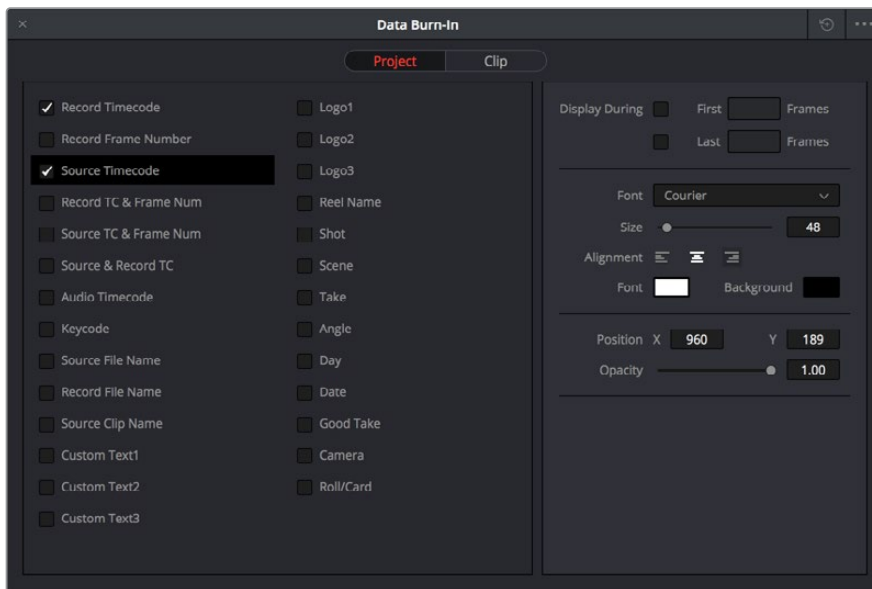 Data Burn-In
Project Clip
Record Timecode
Record Frame Number
Source Timecode
Record TC & Frame Num
Source TC & Frame Num
Source & Record TC
Audio Timecode
Keycode
Source File Name
Record File Name
Source Clip Name
Custom Text1
Custom Text2
Custom Text3
Logo1
Logo2
Logo3
Reel Name
Shot
Scene
Take
Angle
Day
Date
Good Take
Camera
Roll/Card
Display During First Frames
Last Frames
Font Courier
Size 48
Alignment
Font Background
Position X 960 Y 189
Opacity 1.00